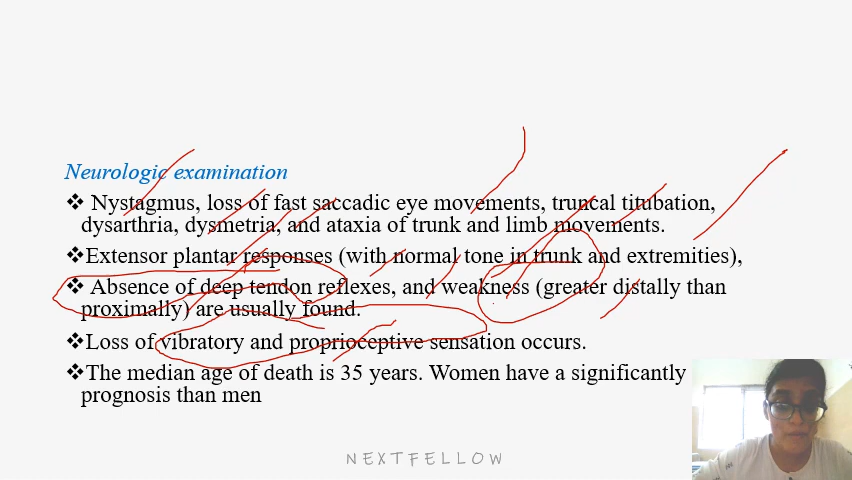 Neurologic examination
❖ Nystagmus, loss of fast saccadic eye movements, truncal titubation,
dysarthria, dysmetria, and ataxia of trunk and limb movements.
❖Extensor plantar responses (with normal tone in trunk and extremities),
❖ Absence of deep tendon reflexes, and weakness (greater distally than
proximally) are usually found.
❖Loss of vibratory and proprioceptive sensation occurs.
❖The median age of death is 35 years. Women have a significantly
prognosis than men
NEXTFELLOW